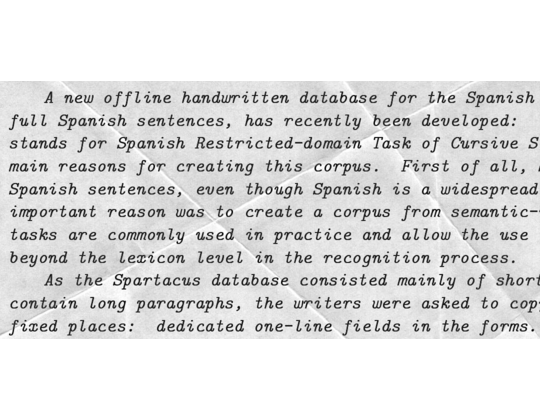 A new offline handwritten database for the Spanish
full Spanish sentences, has recently been developed:
stands for Spanish Restricted-domain Task of Cursive S
main reasons for creating this corpus. First of all,
Spanish sentences, even though Spanish is a widespread
important reason was to create a corpus from semantic-
tasks are commonly used in practice and allow the use
beyond the lexicon level in the recognition process.
As the Spartacus database consisted mainly of short
contain long paragraphs, the writers were asked to copy
fixed places: dedicated one-line fields in the forms.